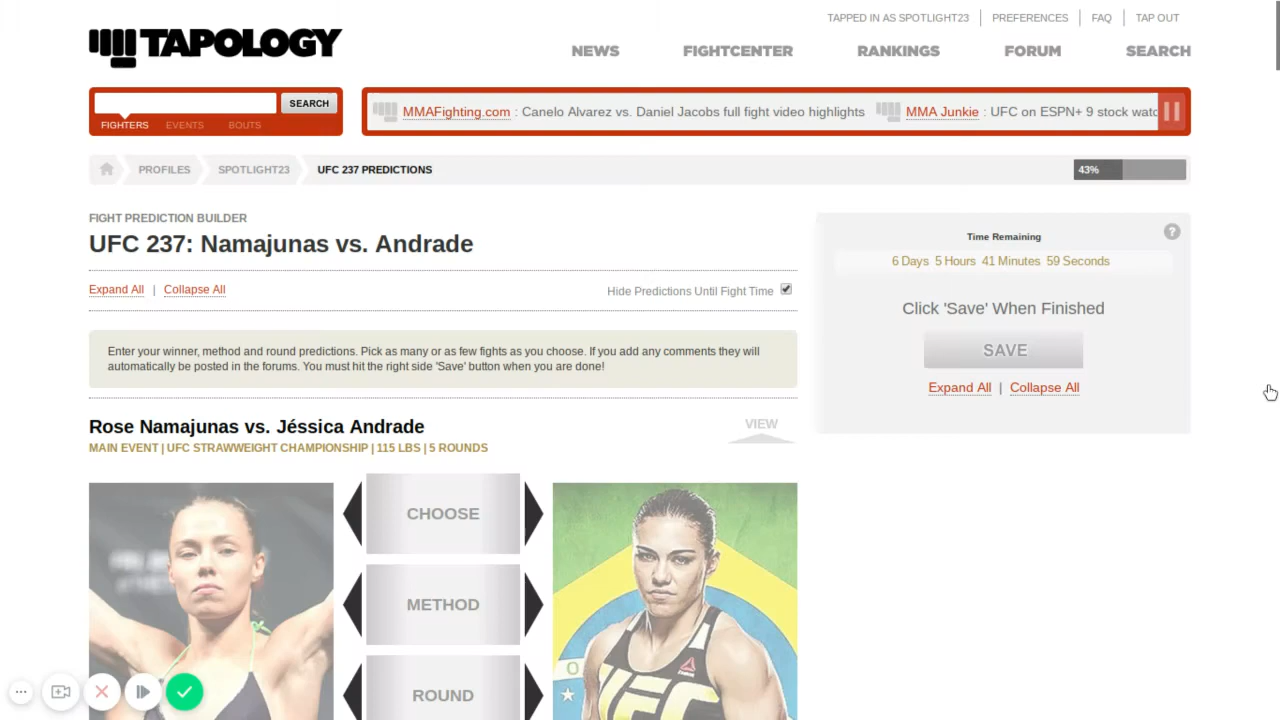 TAPPED IN AS SPOTLIGHT23 PREFERENCES FAQ TAP OUT
TAPOLOGY
NEWS FIGHTCENTER RANKINGS FORUM SEARCH
SEARCH
FIGHTERS EVENTS BOUTS
MMAFighting.com : Canelo Alvarez vs. Daniel Jacobs full fight video highlights MMA Junkie : UFC on ESPN+ 9 stock watc
PROFILES SPOTLIGHT23 UFC 237 PREDICTIONS
43%
FIGHT PREDICTION BUILDER
UFC 237: Namajunas vs. Andrade
Expand All | Collapse All
Hide Predictions Until Fight Time
Enter your winner, method and round predictions. Pick as many or as few fights as you choose. If you add any comments they will
automatically be posted in the forums. You must hit the right side 'Save' button when you are done!
Time Remaining
?
6 Days 5 Hours 41 Minutes 59 Seconds
Click 'Save' When Finished
SAVE
Expand All | Collapse All
Rose Namajunas vs. Jéssica Andrade
VIEW
MAIN EVENT | UFC STRAWWEIGHT CHAMPIONSHIP | 115 LBS | 5 ROUNDS
CHOOSE
METHOD
ROUND
UFC